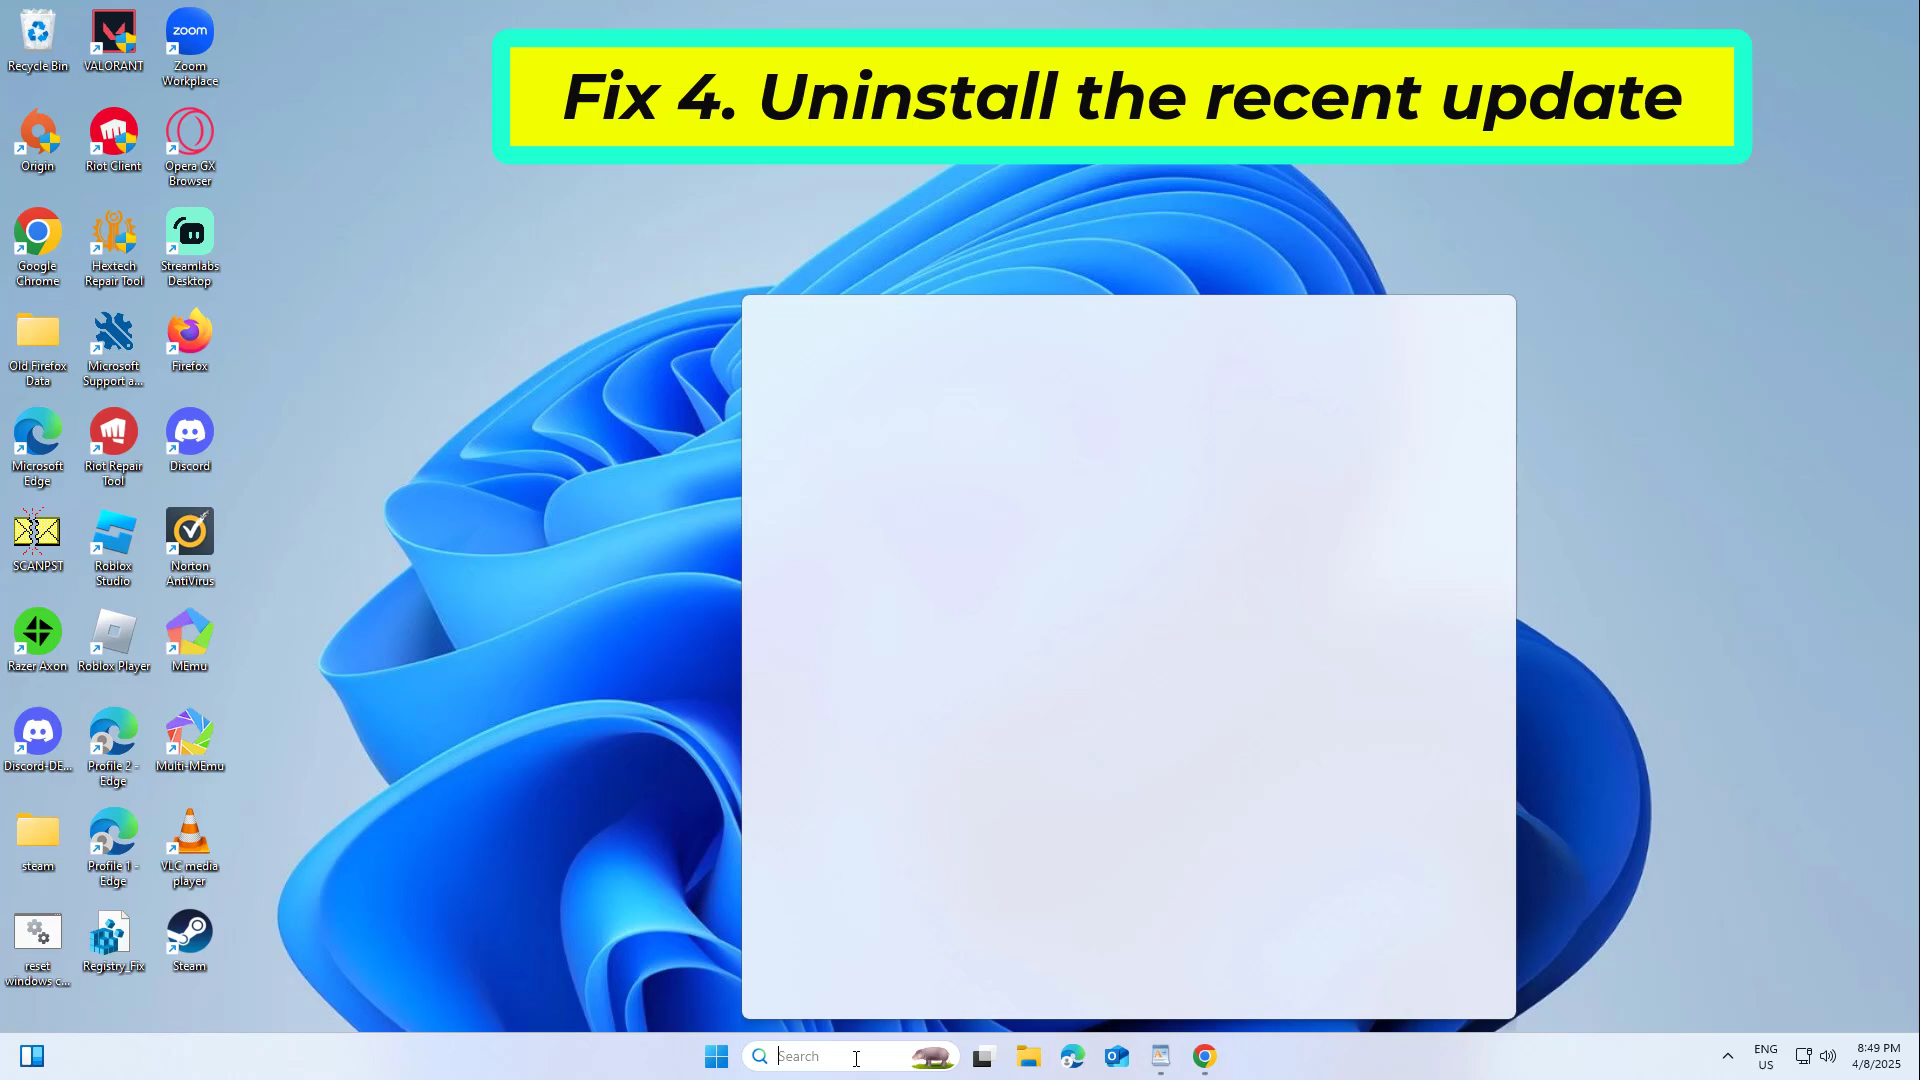 Fix 4. Uninstall the recent update
Recycle Bin
VALORANT
zoom
Zoom
Workplace
Origin
Riot Client
Opera GX
Browser
Google
Chrome
Hextech
Repair Tool
Streamlabs
Desktop
Old Firefox
Data
Microsoft
Support a...
Firefox
Microsoft
Edge
Riot Repair
Tool
Discord
SCANPST
Roblox
Studio
Norton
AntiVirus
Razer Axon
Roblox Player
MEmu
Discord-DE...
Profile 2 -
Edge
Multi-MEmu
steam
Profile 1 -
Edge
VLC media
player
reset
windows c...
Registry_Fix
Steam
Search
ENG
US
8:49 PM
4/8/2025